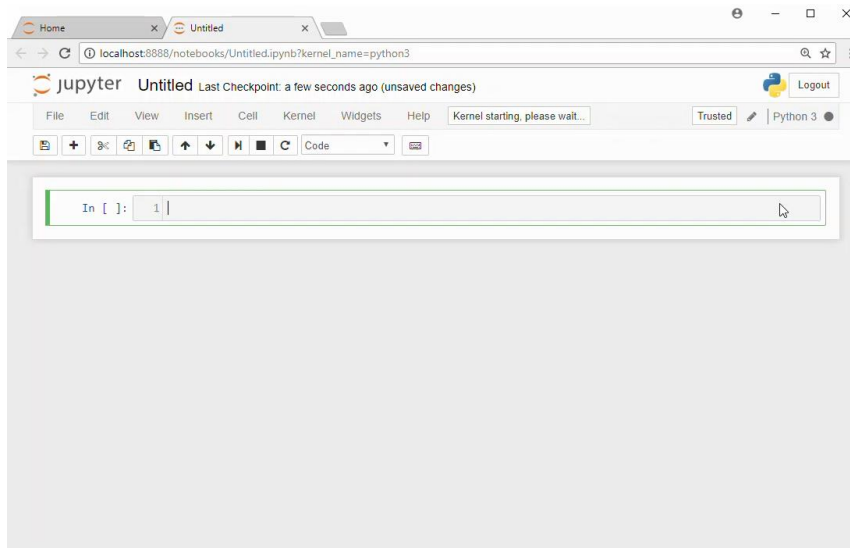 Home Untitled
localhost:8888/notebooks/Untitled.ipynb?kernel_name=python3
jupyter Untitled Last Checkpoint: a few seconds ago (unsaved changes) Logout
File Edit View Insert Cell Kernel Widgets Help Kernel starting, please wait... Trusted Python 3
Code
In [ ]: 1